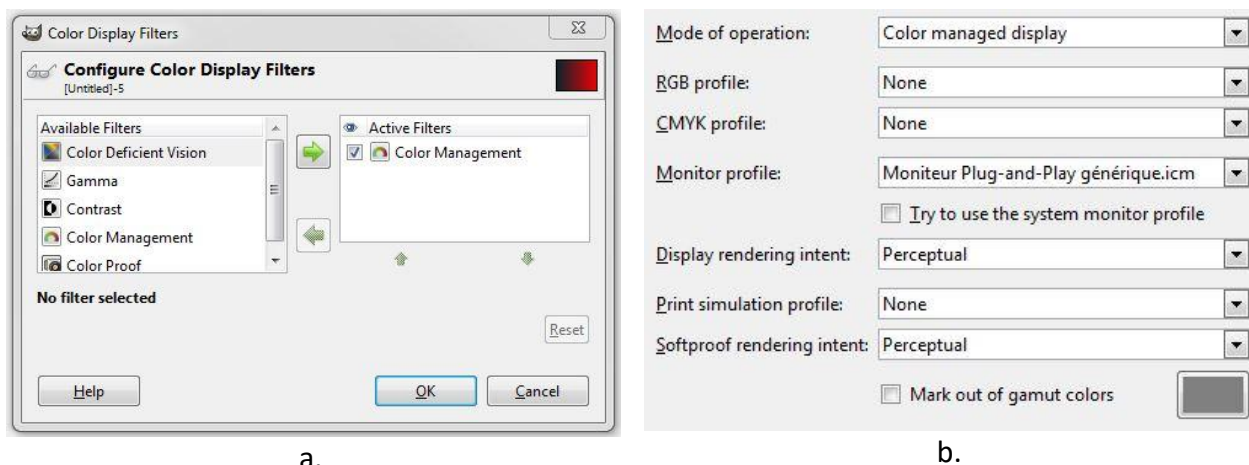 Color Display Filters
Configure Color Display Filters
[Untitled]-5
Available Filters
Color Deficient Vision
Gamma
Contrast
Color Management
Color Proof
Active Filters
Color Management
No filter selected
Reset
Help
OK
Cancel
a.
Mode of operation: Color managed display
RGB profile: None
CMYK profile: None
Monitor profile: Moniteur Plug-and-Play générique.icm
Try to use the system monitor profile
Display rendering intent: Perceptual
Print simulation profile: None
Softproof rendering intent: Perceptual
Mark out of gamut colors
b.